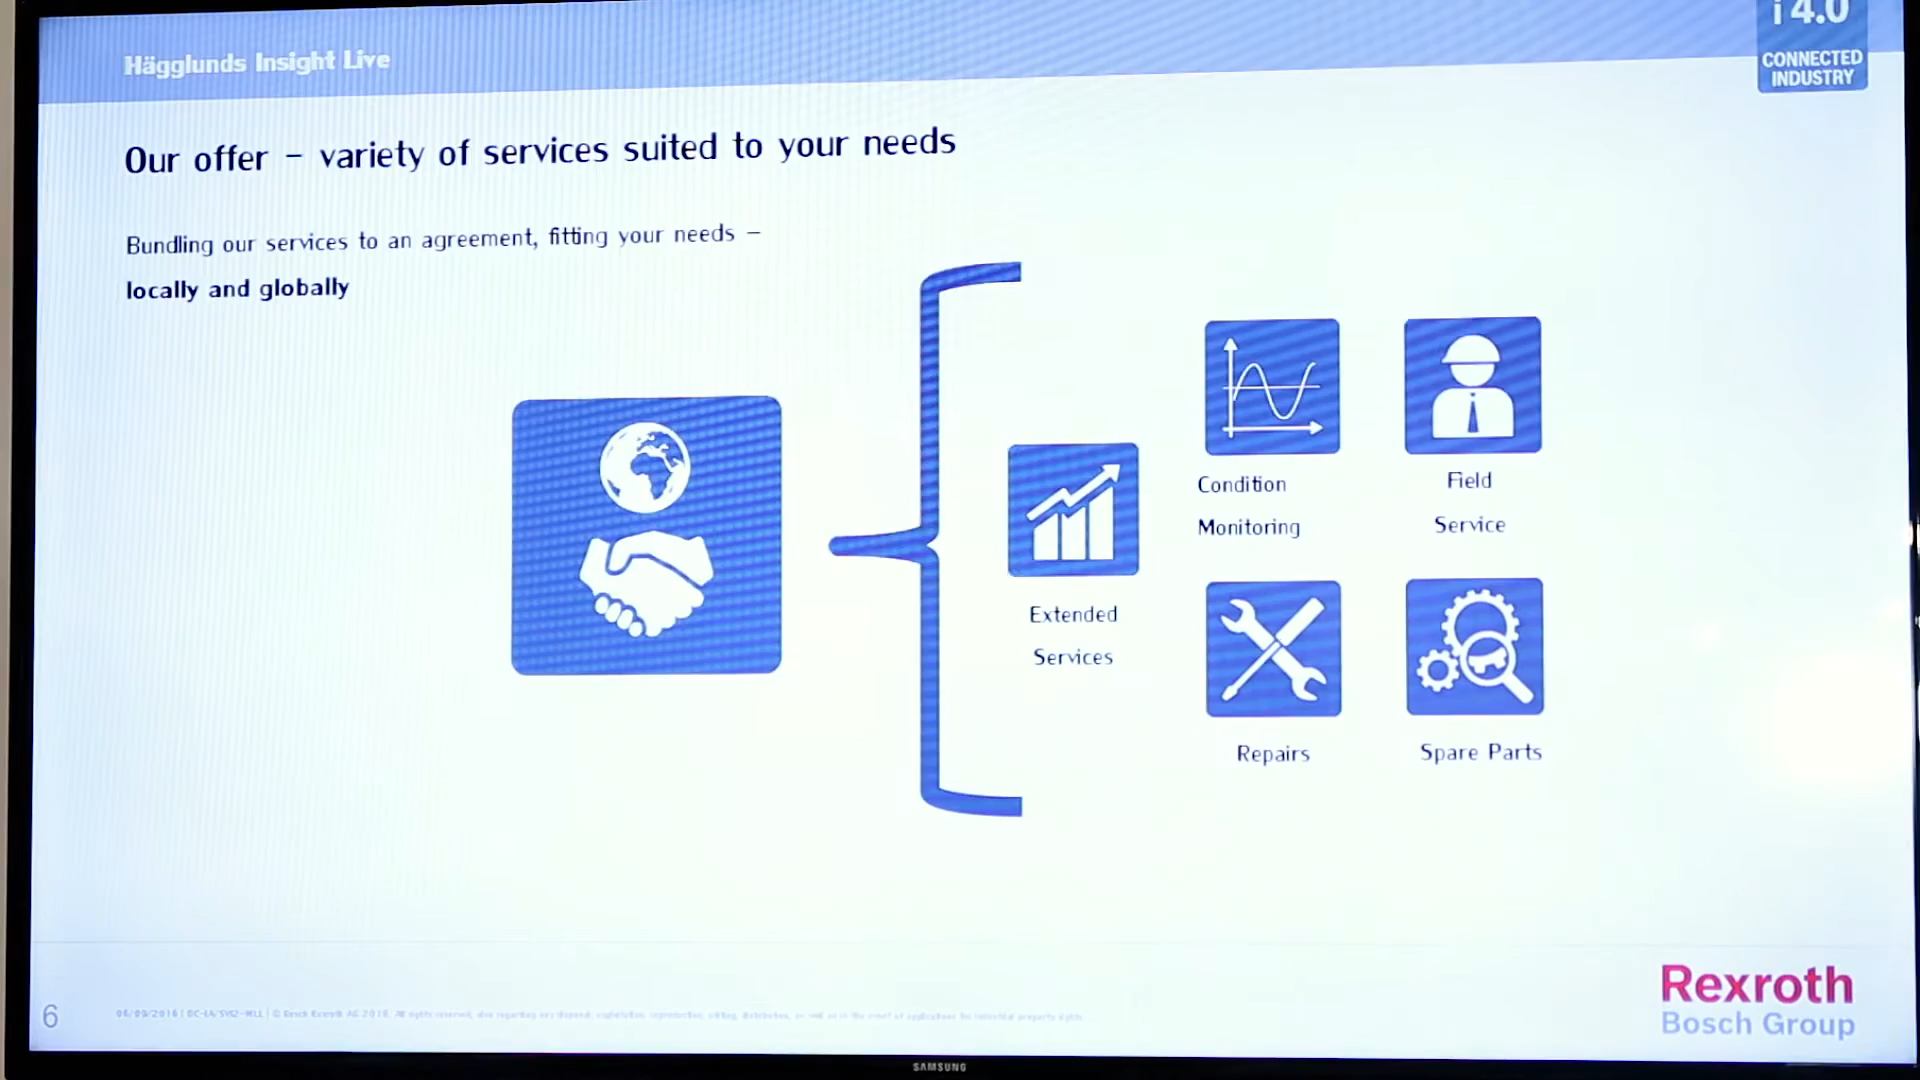 Hägglunds Insight Live
i 4.0
CONNECTED
INDUSTRY
Our offer – variety of services suited to your needs
Bundling our services to an agreement, fitting your needs –
locally and globally
Condition
Monitoring
Field
Service
Extended
Services
Repairs
Spare Parts
Rexroth
Bosch Group
6
SAMSUNG